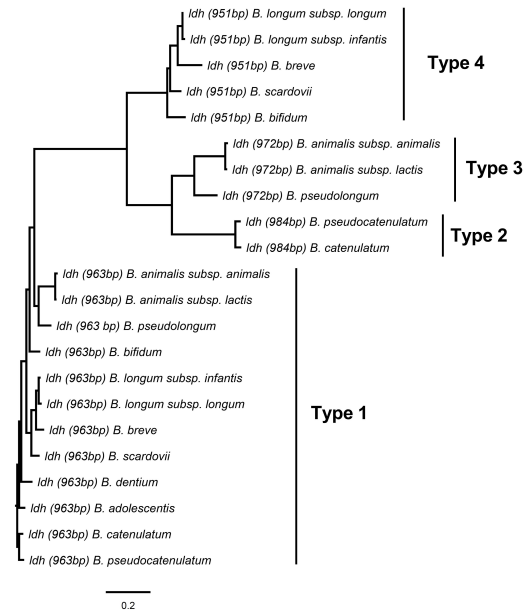 ldh (951bp) B. longum subsp. longum
ldh (951bp) B. longum subsp. infantis
ldh (951bp) B. breve
ldh (951bp) B. scardovii
ldh (951bp) B. bifidum
Type 4
ldh (972bp) B. animalis subsp. animalis
ldh (972bp) B. animalis subsp. lactis
ldh (972bp) B. pseudolongum
Type 3
ldh (984bp) B. pseudocatenulatum
ldh (984bp) B. catenulatum
Type 2
ldh (963bp) B. animalis subsp. animalis
ldh (963bp) B. animalis subsp. lactis
ldh (963 bp) B. pseudolongum
ldh (963bp) B. bifidum
ldh (963bp) B. longum subsp. infantis
ldh (963bp) B. longum subsp. longum
ldh (963bp) B. breve
ldh (963bp) B. scardovii
ldh (963bp) B. dentium
ldh (963bp) B. adolescentis
ldh (963bp) B. catenulatum
ldh (963bp) B. pseudocatenulatum
Type 1
0.2